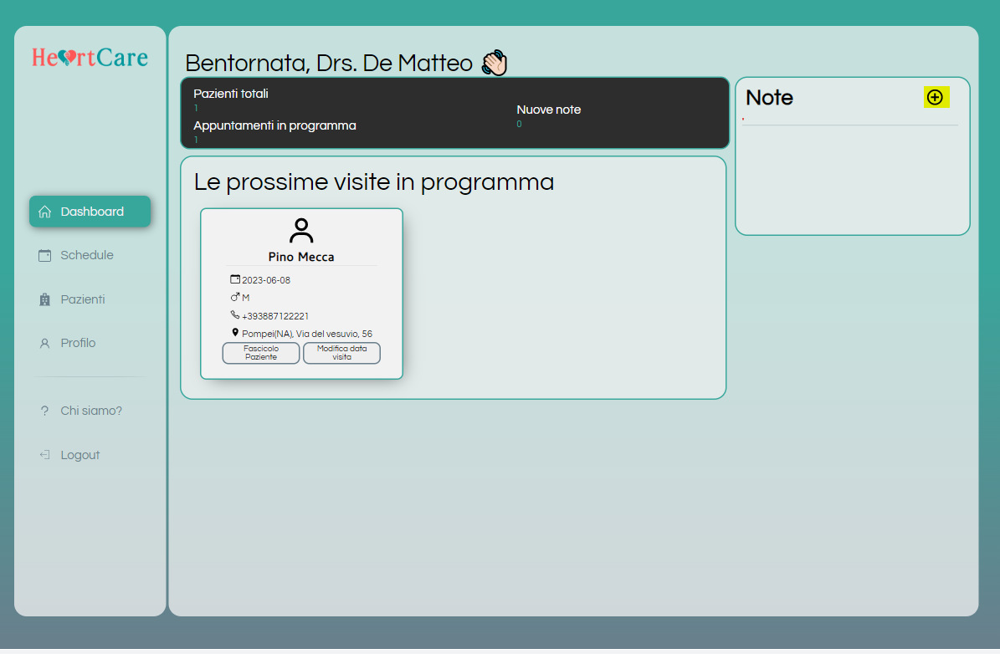 HeartCare
Dashboard
Schedule
Pazienti
Profilo
Chi siamo?
Logout
Bentornata, Drs. De Matteo
Pazienti totali
1
Appuntamenti in programma
1
Nuove note
0
Le prossime visite in programma
Pino Mecca
2023-06-08
M
+393887122221
Pompei(NA), Via del vesuvio, 56
Fascicolo
Paziente
Modifica data
visita
Note